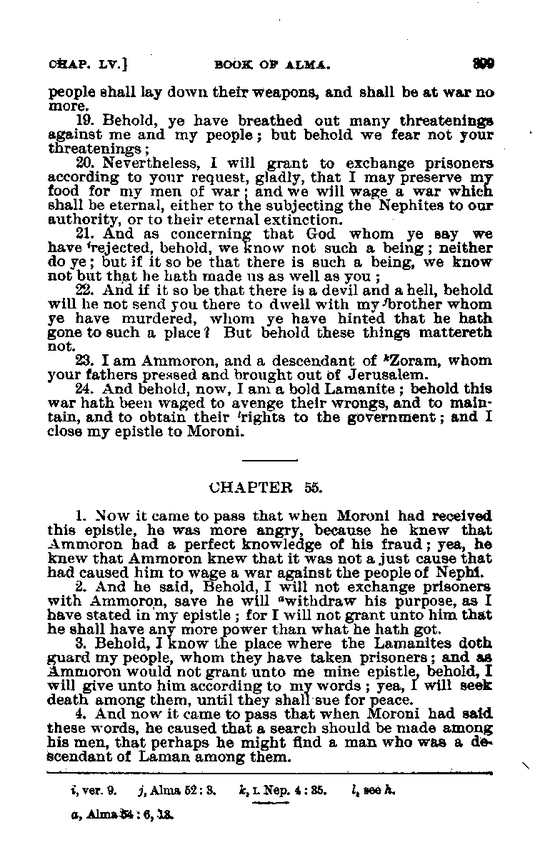 CHAP. LV.] BOOK OF ALMA. 399
people shall lay down their weapons, and shall be at war no
more.
19. Behold, ye have breathed out many threatenings
against me and my people; but behold we fear not your
threatenings;
20. Nevertheless, I will grant to exchange prisoners
according to your request, gladly, that I may preserve my
food for my men of war; and we will wage a war which
shall be eternal, either to the subjecting the Nephites to our
authority, or to their eternal extinction.
21. And as concerning that God whom ye say we
have ⁱrejected, behold, we know not such a being; neither
do ye; but if it so be that there is such a being, we know
not but that he hath made us as well as you;
22. And if it so be that there is a devil and a hell, behold
will he not send you there to dwell with my ʲbrother whom
ye have murdered, whom ye have hinted that he hath
gone to such a place? But behold these things mattereth
not.
23. I am Ammoron, and a descendant of ᵏZoram, whom
your fathers pressed and brought out of Jerusalem.
24. And behold, now, I am a bold Lamanite; behold this
war hath been waged to avenge their wrongs, and to main-
tain, and to obtain their ˡrights to the government; and I
close my epistle to Moroni.
CHAPTER 55.
1. Now it came to pass that when Moroni had received
this epistle, he was more angry, because he knew that
Ammoron had a perfect knowledge of his fraud; yea, he
knew that Ammoron knew that it was not a just cause that
had caused him to wage a war against the people of Nephi.
2. And he said, Behold, I will not exchange prisoners
with Ammoron, save he will ᵃwithdraw his purpose, as I
have stated in my epistle; for I will not grant unto him that
he shall have any more power than what he hath got.
3. Behold, I know the place where the Lamanites doth
guard my people, whom they have taken prisoners; and as
Ammoron would not grant unto me mine epistle, behold, I
will give unto him according to my words; yea, I will seek
death among them, until they shall sue for peace.
4. And now it came to pass that when Moroni had said
these words, he caused that a search should be made among
his men, that perhaps he might find a man who was a de-
scendant of Laman among them.
i, ver. 9. j, Alma 52:3. k, I. Nep. 4:35. l, see h.
a, Alma 54:6, 13.